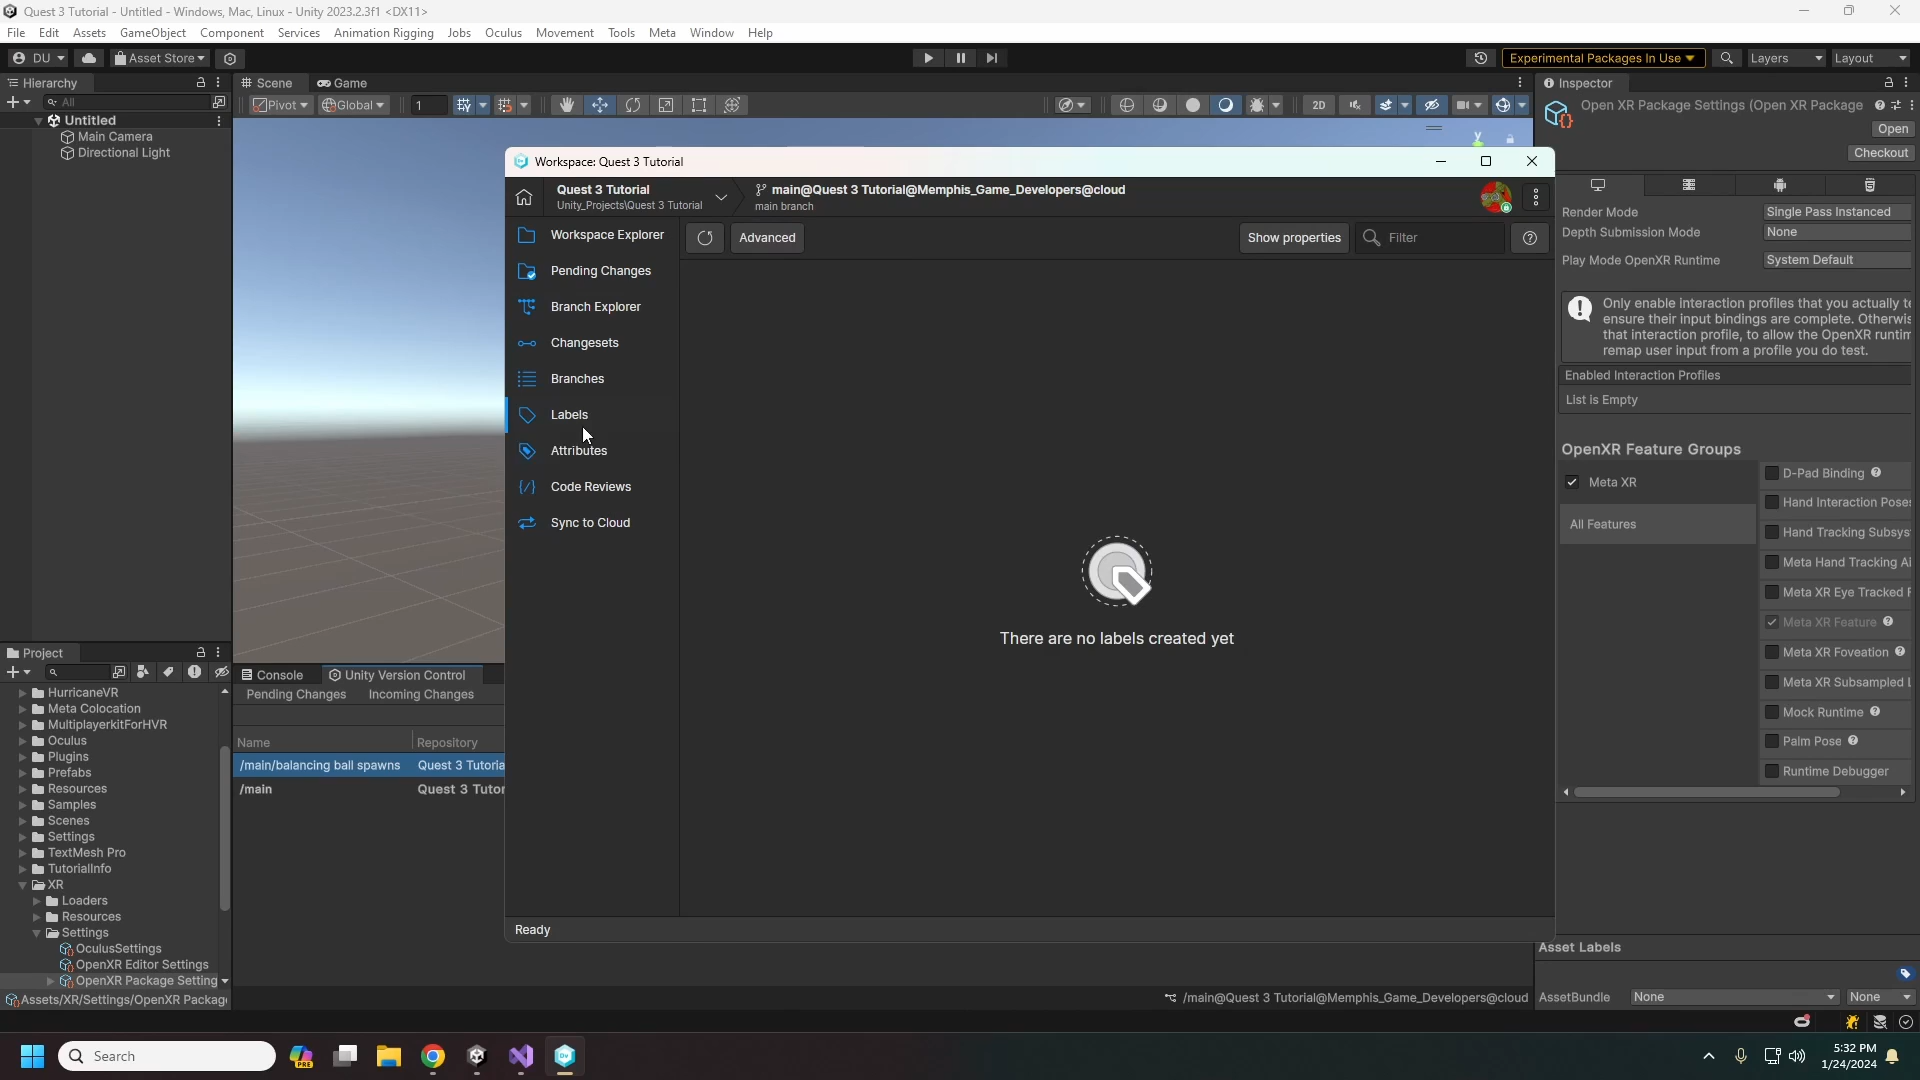 Quest 3 Tutorial - Untitled - Windows, Mac, Linux - Unity 2023.2.3f1 <DX11>
File Edit Assets GameObject Component Services Animation Rigging Jobs Oculus Movement Tools Meta Window Help
DU Asset Store Experimental Packages In Use Layers Layout
Hierarchy
Scene Game
Inspector
All
Pivot Global 1 2D
Open XR Package Settings (Open XR Package
Open
Checkout
Untitled
Main Camera
Directional Light
y
Workspace: Quest 3 Tutorial
Quest 3 Tutorial
Unity_Projects\Quest 3 Tutorial
main@Quest 3 Tutorial@Memphis_Game_Developers@cloud
main branch
Workspace Explorer
Pending Changes
Branch Explorer
Changesets
Branches
Labels
Attributes
Code Reviews
Sync to Cloud
Advanced
Show properties
Filter
There are no labels created yet
Ready
Render Mode Single Pass Instanced
Depth Submission Mode None
Play Mode OpenXR Runtime System Default
Only enable interaction profiles that you actually te
ensure their input bindings are complete. Otherwis
that interaction profile, to allow the OpenXR runtim
remap user input from a profile you do test.
Enabled Interaction Profiles
List is Empty
OpenXR Feature Groups
Meta XR
All Features
D-Pad Binding
Hand Interaction Poses
Hand Tracking Subsys
Meta Hand Tracking Ai
Meta XR Eye Tracked F
Meta XR Feature
Meta XR Foveation
Meta XR Subsampled L
Mock Runtime
Palm Pose
Runtime Debugger
Project
HurricaneVR
Meta Colocation
MultiplayerkitForHVR
Oculus
Plugins
Prefabs
Resources
Samples
Scenes
Settings
TextMesh Pro
TutorialInfo
XR
Loaders
Resources
Settings
OculusSettings
OpenXR Editor Settings
OpenXR Package Setting
Assets/XR/Settings/OpenXR Package
Console Unity Version Control
Pending Changes Incoming Changes
Name Repository
/main/balancing ball spawns Quest 3 Tutoria
/main Quest 3 Tutor
/main@Quest 3 Tutorial@Memphis_Game_Developers@cloud
Asset Labels
AssetBundle None None
Search
PRE
5:32 PM
1/24/2024